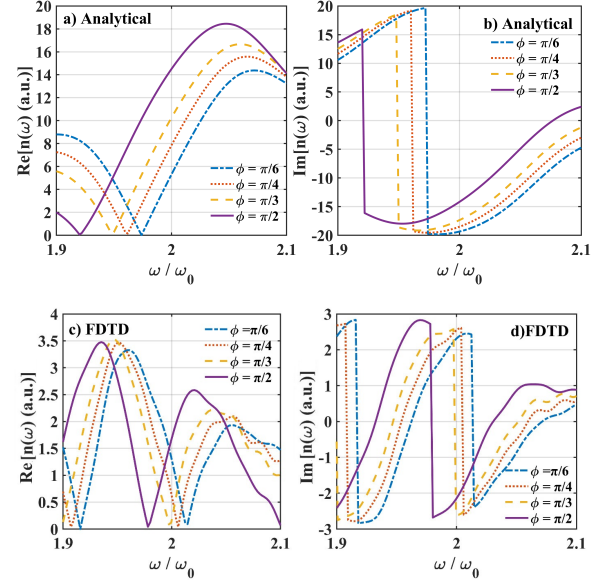 a) Analytical
Re[n(ω) (a.u.)]
20
18
16
14
12
10
8
6
4
2
0
1.9
2
2.1
ω / ω0
ϕ = π/6
ϕ = π/4
ϕ = π/3
ϕ = π/2
b) Analytical
Im[n(ω) (a.u.)]
20
15
10
5
0
-5
-10
-15
-20
1.9
2
2.1
ω / ω0
ϕ = π/6
ϕ = π/4
ϕ = π/3
ϕ = π/2
c) FDTD
Re[n(ω) (a.u.)]
4
3.5
3
2.5
2
1.5
1
0.5
0
1.9
2
2.1
ω / ω0
ϕ =π/6
ϕ = π/4
ϕ = π/3
ϕ = π/2
d)FDTD
Im[n(ω) (a.u.)]
3
2
1
0
-1
-2
-3
1.9
2
2.1
ω / ω0
ϕ = π/6
ϕ = π/4
ϕ = π/3
ϕ = π/2